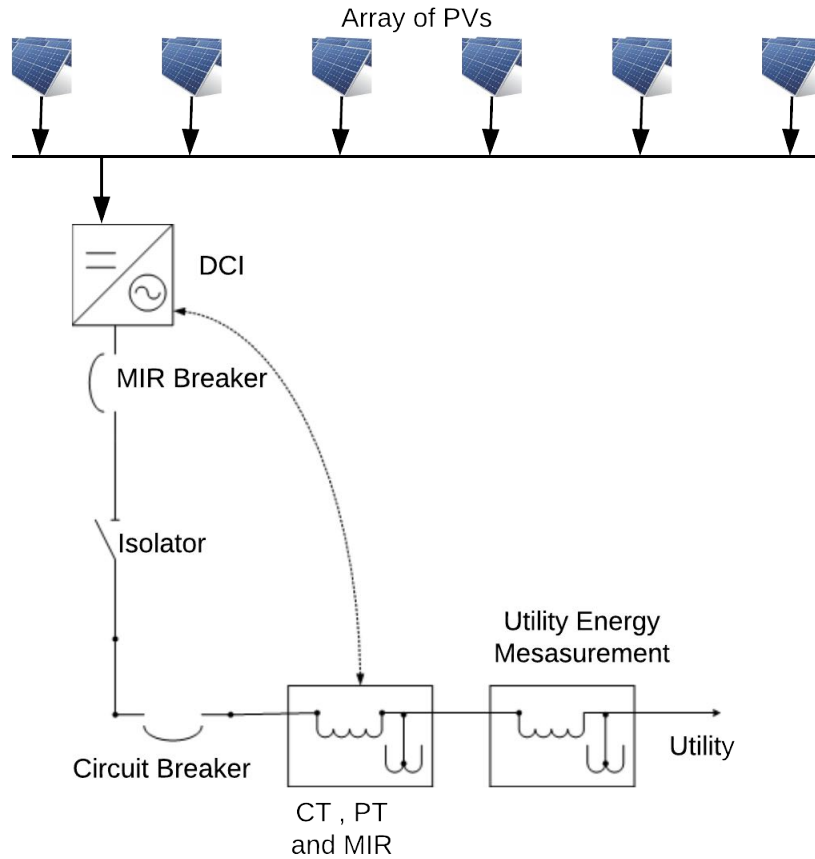 Array of PVs
DCI
MIR Breaker
Isolator
Utility Energy
Mesasurement
Utility
Circuit Breaker
CT , PT
and MIR